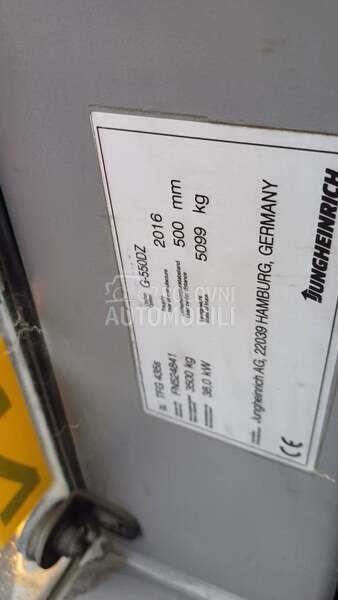 TFG 435s
G-550DZ
FN524841
2016
3500 kg
500 mm
38,0 kW
5099 kg
Jungheinrich AG, 22039 HAMBURG, GERMANY
CE
JUNGHEINRICH
POLOVNI
AUTOMOBILI